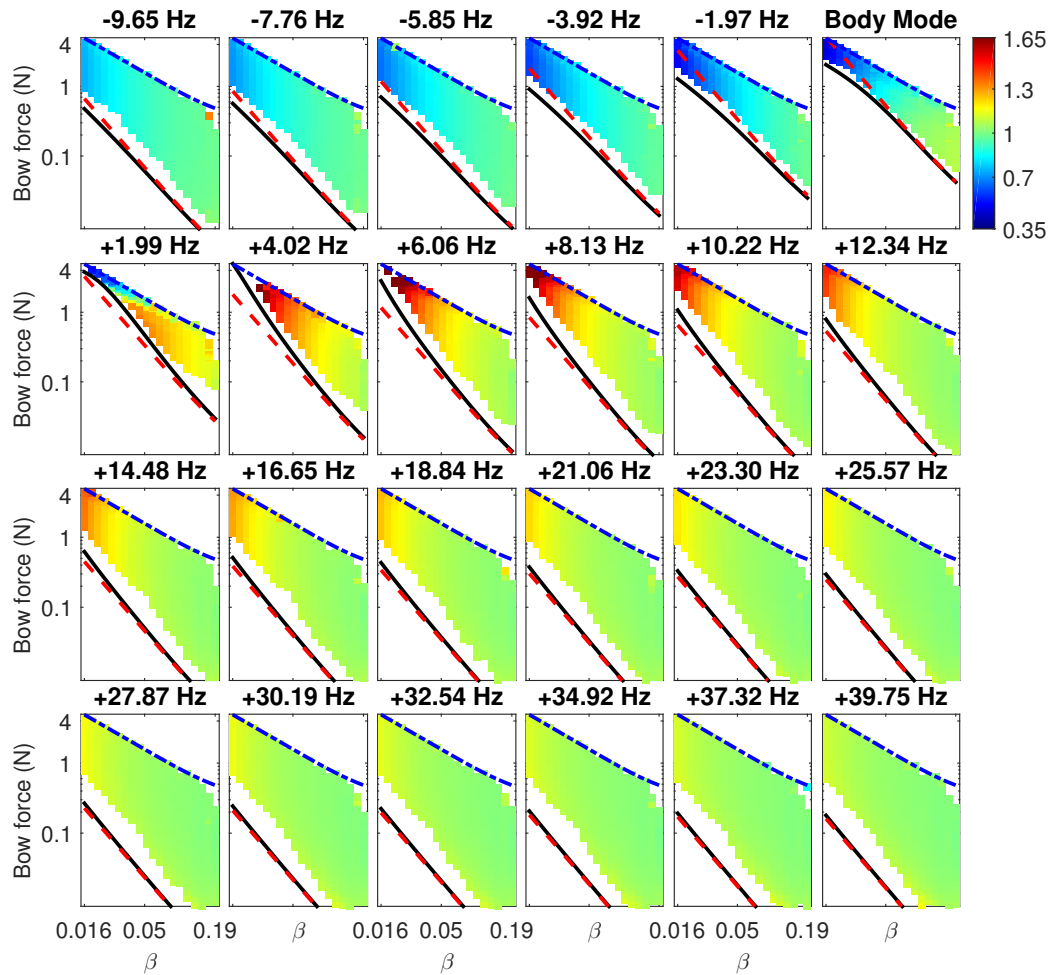 -9.65 Hz -7.76 Hz -5.85 Hz -3.92 Hz -1.97 Hz Body Mode
4 1.65
1 1.3
1
0.1 0.7
0.35
Bow force (N)
+1.99 Hz +4.02 Hz +6.06 Hz +8.13 Hz +10.22 Hz +12.34 Hz
4
1
0.1
Bow force (N)
+14.48 Hz +16.65 Hz +18.84 Hz +21.06 Hz +23.30 Hz +25.57 Hz
4
1
0.1
Bow force (N)
+27.87 Hz +30.19 Hz +32.54 Hz +34.92 Hz +37.32 Hz +39.75 Hz
4
1
0.1
Bow force (N)
0.016 0.05 0.19 β 0.016 0.05 0.19 β 0.016 0.05 0.19 β
β β β